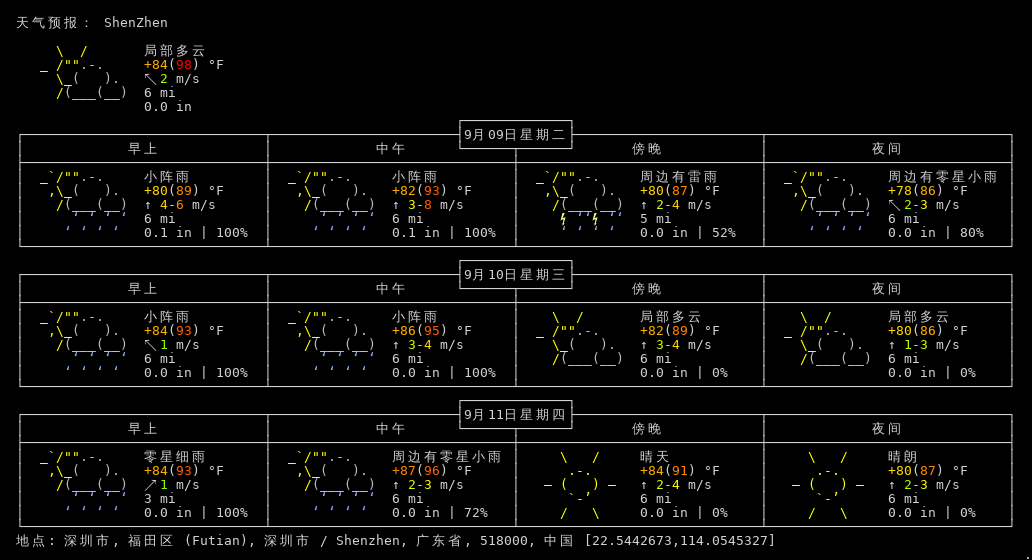 天气预报： ShenZhen
局部多云
+84(98) °F
↖ 2 m/s
6 mi
0.0 in
9月09日星期二
早上 中午 傍晚 夜间
小阵雨 小阵雨 周边有雷雨 周边有零星小雨
+80(89) °F +82(93) °F +80(87) °F +78(86) °F
↑ 4-6 m/s ↑ 3-8 m/s ↑ 2-4 m/s ↖ 2-3 m/s
6 mi 6 mi 5 mi 6 mi
0.1 in | 100% 0.1 in | 100% 0.0 in | 52% 0.0 in | 80%
9月10日星期三
早上 中午 傍晚 夜间
小阵雨 小阵雨 局部多云 局部多云
+84(93) °F +86(95) °F +82(89) °F +80(86) °F
↖ 1 m/s ↑ 3-4 m/s ↑ 3-4 m/s ↑ 1-3 m/s
6 mi 6 mi 6 mi 6 mi
0.0 in | 100% 0.0 in | 100% 0.0 in | 0% 0.0 in | 0%
9月11日星期四
早上 中午 傍晚 夜间
零星细雨 周边有零星小雨 晴天 晴朗
+84(93) °F +87(96) °F +84(91) °F +80(87) °F
↗ 1 m/s ↑ 2-3 m/s ↑ 2-4 m/s ↑ 2-3 m/s
3 mi 6 mi 6 mi 6 mi
0.0 in | 100% 0.0 in | 72% 0.0 in | 0% 0.0 in | 0%
地点: 深圳市, 福田区 (Futian), 深圳市 / Shenzhen, 广东省, 518000, 中国 [22.5442673,114.0545327]